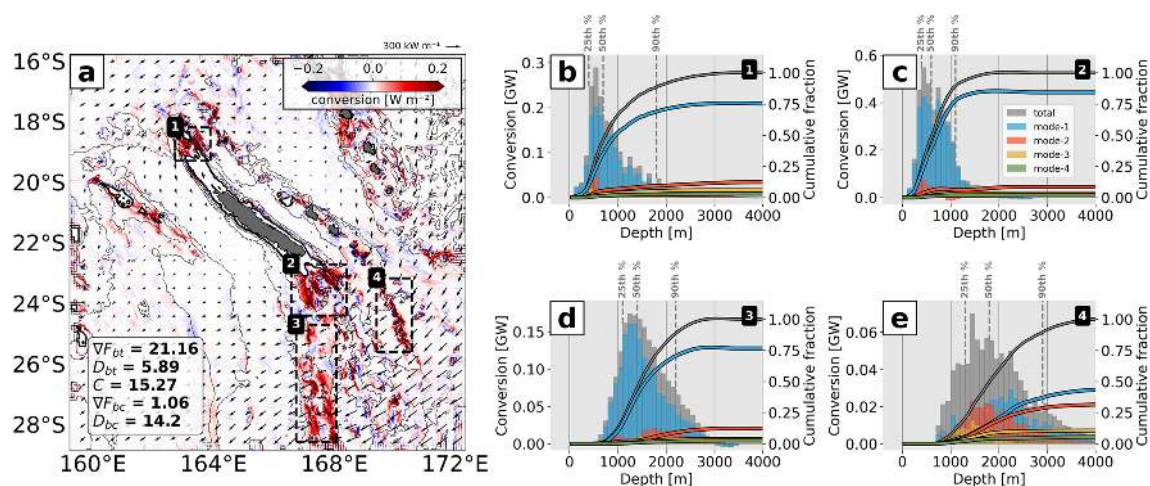 300 kW m⁻¹
a
−0.2 0.0 0.2
conversion [W m⁻²]
16°S
18°S
20°S
22°S
24°S
26°S
28°S
160°E 164°E 168°E 172°E
1
2
3
4
∇F_bt = 21.16
D_bt = 5.89
C = 15.27
∇F_bc = 1.06
D_bc = 14.2
25th %
50th %
90th %
b
1
Conversion [GW]
0.3
0.2
0.1
0.0
1.00
0.75
0.50
0.25
0.00
Cumulative fraction
0 1000 2000 3000 4000
Depth [m]
25th %
50th %
90th %
c
2
Conversion [GW]
0.6
0.4
0.2
0.0
total
mode-1
mode-2
mode-3
mode-4
1.00
0.75
0.50
0.25
0.00
Cumulative fraction
0 1000 2000 3000 4000
Depth [m]
25th %
50th %
90th %
d
3
Conversion [GW]
0.15
0.10
0.05
0.00
1.00
0.75
0.50
0.25
0.00
Cumulative fraction
0 1000 2000 3000 4000
Depth [m]
25th %
50th %
90th %
e
4
Conversion [GW]
0.06
0.04
0.02
0.00
1.00
0.75
0.50
0.25
0.00
Cumulative fraction
0 1000 2000 3000 4000
Depth [m]